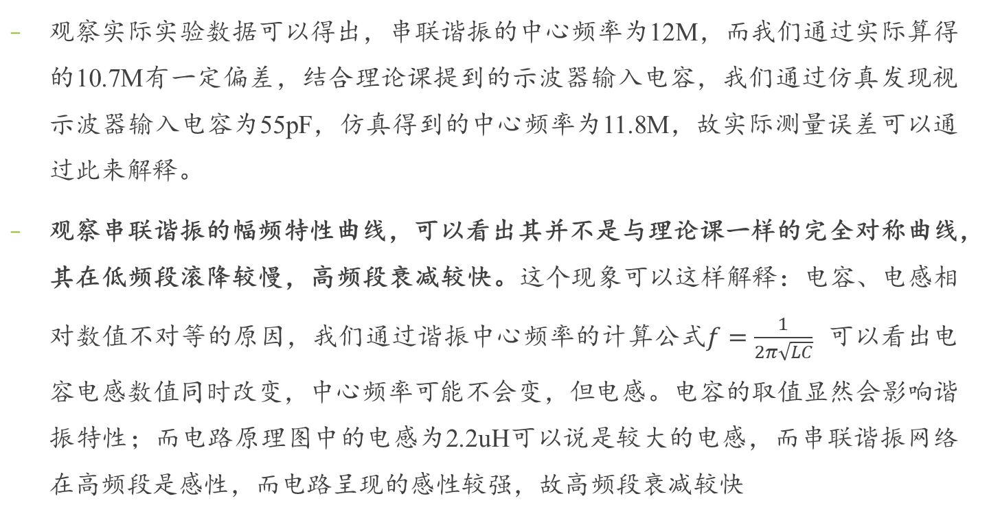 – 观察实际实验数据可以得出，串联谐振的中心频率为12M，而我们通过实际算得
的10.7M有一定偏差，结合理论课提到的示波器输入电容，我们通过仿真发现视
示波器输入电容为55pF，仿真得到的中心频率为11.8M，故实际测量误差可以通
过此来解释。
– 观察串联谐振的幅频特性曲线，可以看出其并不是与理论课一样的完全对称曲线，
其在低频段滚降较慢，高频段衰减较快。这个现象可以这样解释：电容、电感相
对数值不对等的原因，我们通过谐振中心频率的计算公式f = \frac{1}{2π\sqrt{LC}} 可以看出电
容电感数值同时改变，中心频率可能不会变，但电感。电容的取值显然会影响谐
振特性；而电路原理图中的电感为2.2uH可以说是较大的电感，而串联谐振网络
在高频段是感性，而电路呈现的感性较强，故高频段衰减较快